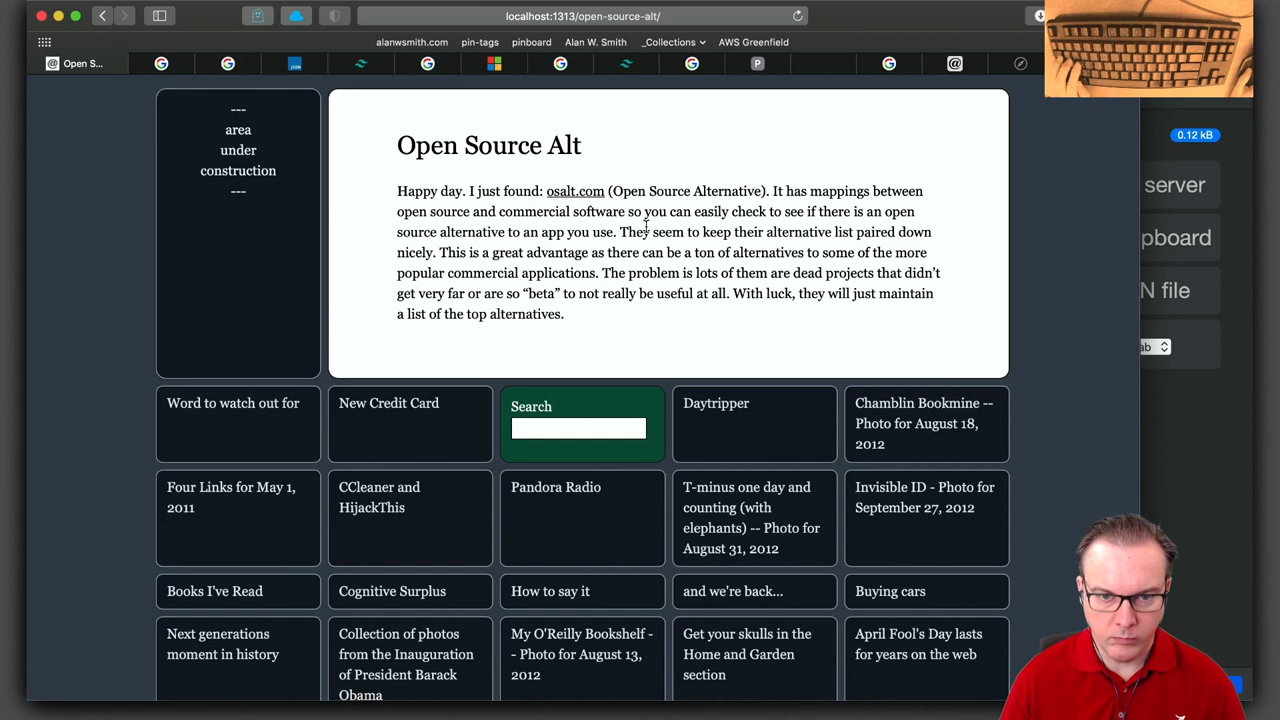 localhost:1313/open-source-alt/
alanwsmith.com pin-tags pinboard Alan W. Smith _Collections AWS Greenfield
@ Open S...
JSON
P
@
---
area
under
construction
---
Open Source Alt
Happy day. I just found: osalt.com (Open Source Alternative). It has mappings between
open source and commercial software so you can easily check to see if there is an open
source alternative to an app you use. They seem to keep their alternative list paired down
nicely. This is a great advantage as there can be a ton of alternatives to some of the more
popular commercial applications. The problem is lots of them are dead projects that didn’t
get very far or are so “beta” to not really be useful at all. With luck, they will just maintain
a list of the top alternatives.
0.12 kB
server
pboard
N file
ab
Word to watch out for
New Credit Card
Search
Daytripper
Chamblin Bookmine --
Photo for August 18,
2012
Four Links for May 1,
2011
CCleaner and
HijackThis
Pandora Radio
T-minus one day and
counting (with
elephants) -- Photo for
August 31, 2012
Invisible ID - Photo for
September 27, 2012
Books I've Read
Cognitive Surplus
How to say it
and we're back...
Buying cars
Next generations
moment in history
Collection of photos
from the Inauguration
of President Barack
Obama
My O'Reilly Bookshelf -
- Photo for August 13,
2012
Get your skulls in the
Home and Garden
section
April Fool's Day lasts
for years on the web